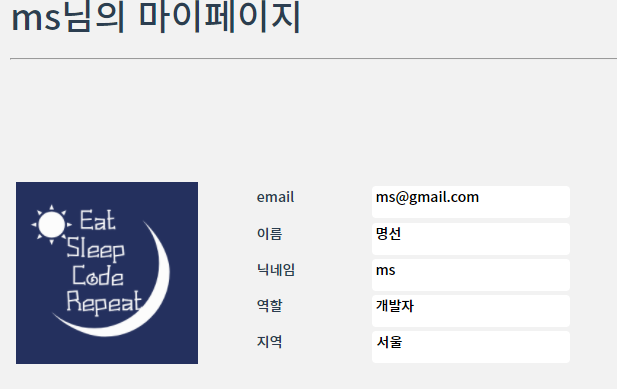 ms님의 마이페이지
Eat
Sleep
Code
Repeat
email ms@gmail.com
이름 명선
닉네임 ms
역할 개발자
지역 서울